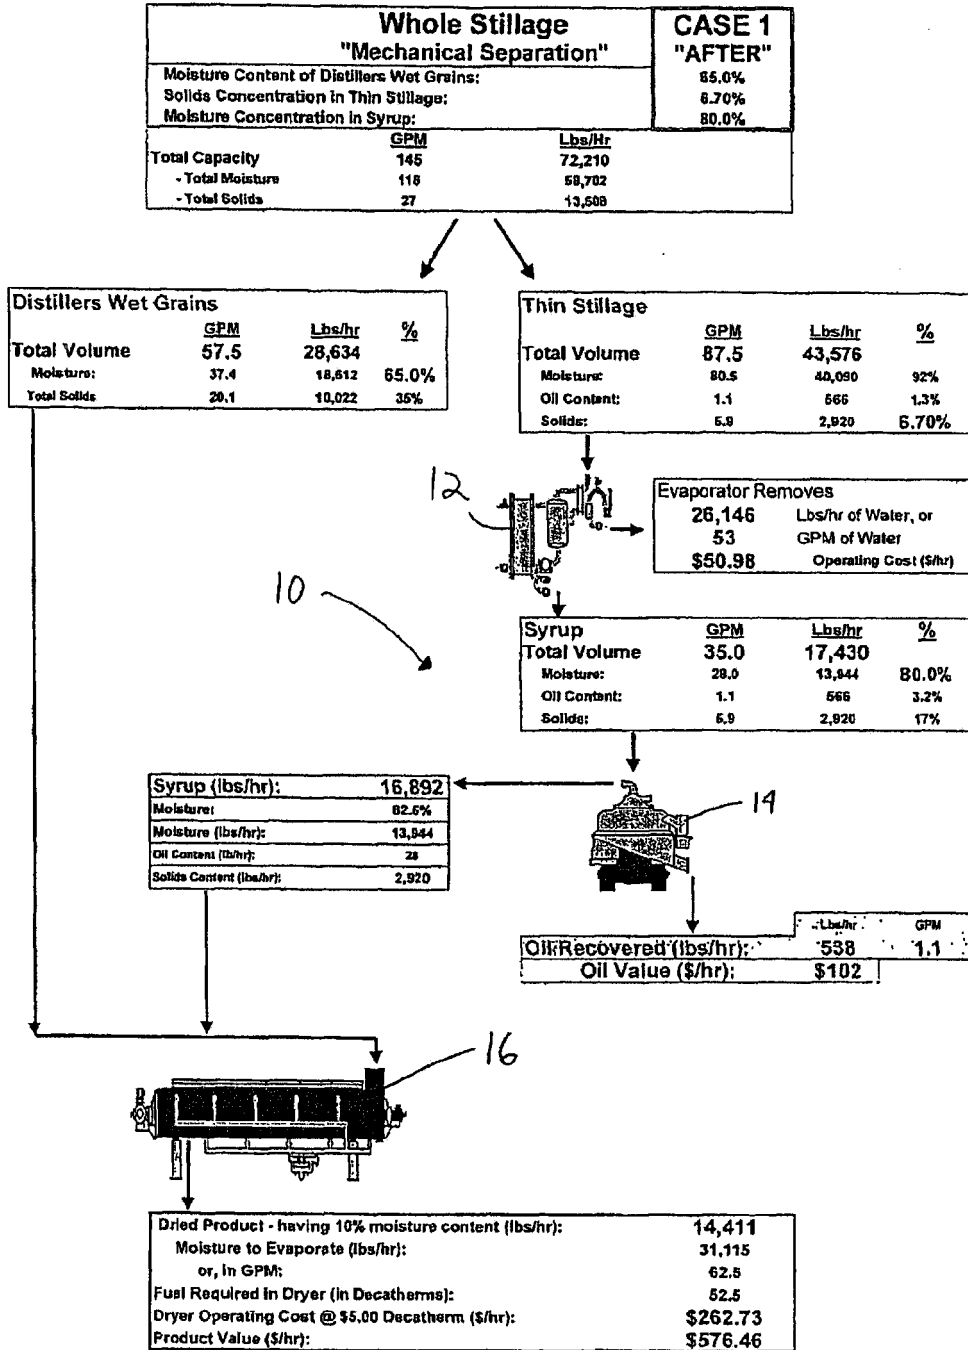 Whole Stillage
"Mechanical Separation"
CASE 1
"AFTER"
Moisture Content of Distillers Wet Grains: 65.0%
Solids Concentration in Thin Stillage: 6.70%
Moisture Concentration in Syrup: 80.0%
GPM Lbs/Hr
Total Capacity 145 72,210
- Total Moisture 118 58,702
- Total Solids 27 13,508
Distillers Wet Grains
GPM Lbs/hr %
Total Volume 57.5 28,634
Moisture: 37.4 18,612 65.0%
Total Solids 20.1 10,022 35%
Thin Stillage
GPM Lbs/hr %
Total Volume 87.5 43,576
Moisture: 80.5 40,090 92%
Oil Content: 1.1 566 1.3%
Solids: 5.9 2,920 6.70%
12
Evaporator Removes
26,146 Lbs/hr of Water, or
53 GPM of Water
$50.98 Operating Cost ($/hr)
10
Syrup GPM Lbs/hr %
Total Volume 35.0 17,430
Moisture: 28.0 13,944 80.0%
Oil Content: 1.1 566 3.2%
Solids: 5.9 2,920 17%
Syrup (lbs/hr): 16,892
Moisture: 82.5%
Moisture (lbs/hr): 13,944
Oil Content (lb/hr): 28
Solids Content (lbs/hr): 2,920
14
Lbs/hr GPM
Oil Recovered (lbs/hr): 538 1.1
Oil Value ($/hr): $102
16
Dried Product - having 10% moisture content (lbs/hr): 14,411
Moisture to Evaporate (lbs/hr): 31,115
or, in GPM: 62.5
Fuel Required in Dryer (in Decatherms): 52.5
Dryer Operating Cost @ $5.00 Decatherm ($/hr): $262.73
Product Value ($/hr): $576.46